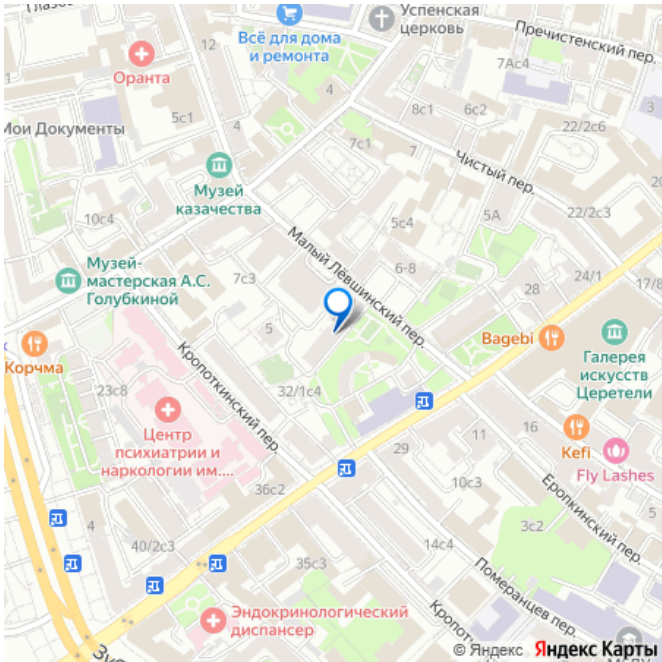 Успенская
церковь
Пречистенский пер.
Всё для дома
и ремонта
12
Оранта
7Ас4
4
8с1
6с2
5с1
4
22/2с6
Мои Документы
7с1
7
Чистый пер.
Музей
казачества
20
10с4
5А
22/2с3
5с4
Малый Лёвшинский пер.
Музей-
мастерская А.С.
Голубкиной
7с3
6-8
24/1
17/8
28
5
Bagebi
Галерея
искусств
Церетели
Корчма
Кропоткинский пер.
23с8
32/1с4
Центр
психиатрии и
наркологии им....
11
16
29
Kefi
Fly Lashes
36с2
10с3
Еропкинский пер.
5
4
3с2
40/2с3
14с4
35с3
Померанцев пер.
Эндокринологический
диспансер
© Яндекс
Яндекс Карты